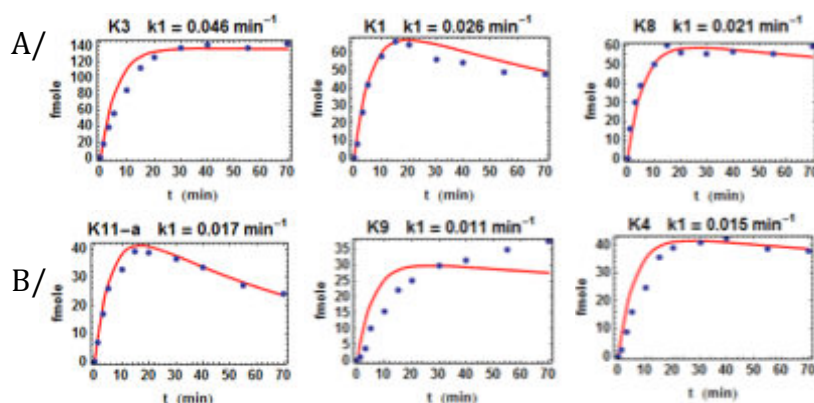 A/
K3 k1 = 0.046 min⁻¹
fmole
140
120
100
80
60
40
20
0
0 10 20 30 40 50 60 70
t (min)
K1 k1 = 0.026 min⁻¹
fmole
60
50
40
30
20
10
0
0 10 20 30 40 50 60 70
t (min)
K8 k1 = 0.021 min⁻¹
fmole
60
50
40
30
20
10
0
0 10 20 30 40 50 60 70
t (min)
B/
K11-a k1 = 0.017 min⁻¹
fmole
40
30
20
10
0
0 10 20 30 40 50 60 70
t (min)
K9 k1 = 0.011 min⁻¹
fmole
35
30
25
20
15
10
5
0
0 10 20 30 40 50 60 70
t (min)
K4 k1 = 0.015 min⁻¹
fmole
40
30
20
10
0
0 10 20 30 40 50 60 70
t (min)